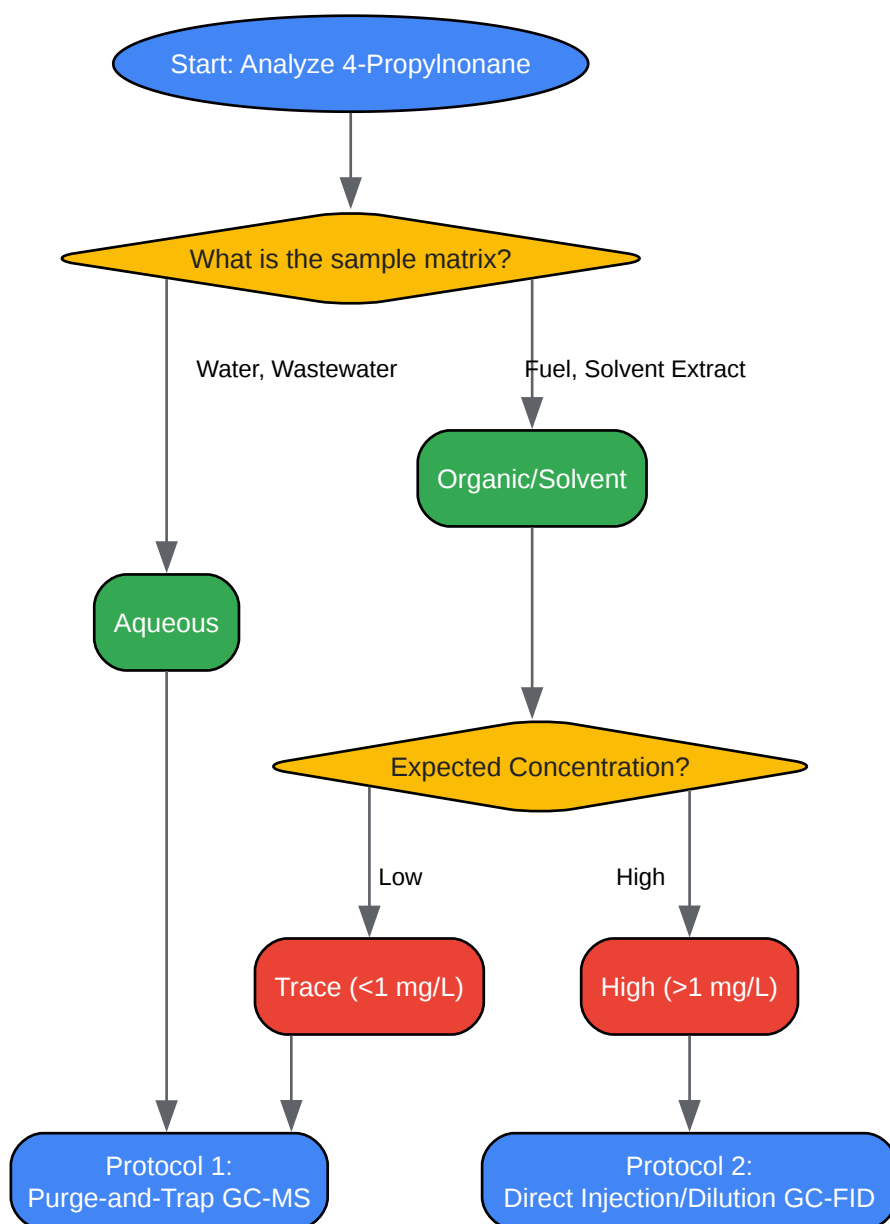 Start: Analyze 4-Propylnonane
What is the sample matrix?
Water, Wastewater
Fuel, Solvent Extract
Organic/Solvent
Aqueous
Expected Concentration?
Low
High
Trace (<1 mg/L)
High (>1 mg/L)
Protocol 1:
Purge-and-Trap GC-MS
Protocol 2:
Direct Injection/Dilution GC-FID